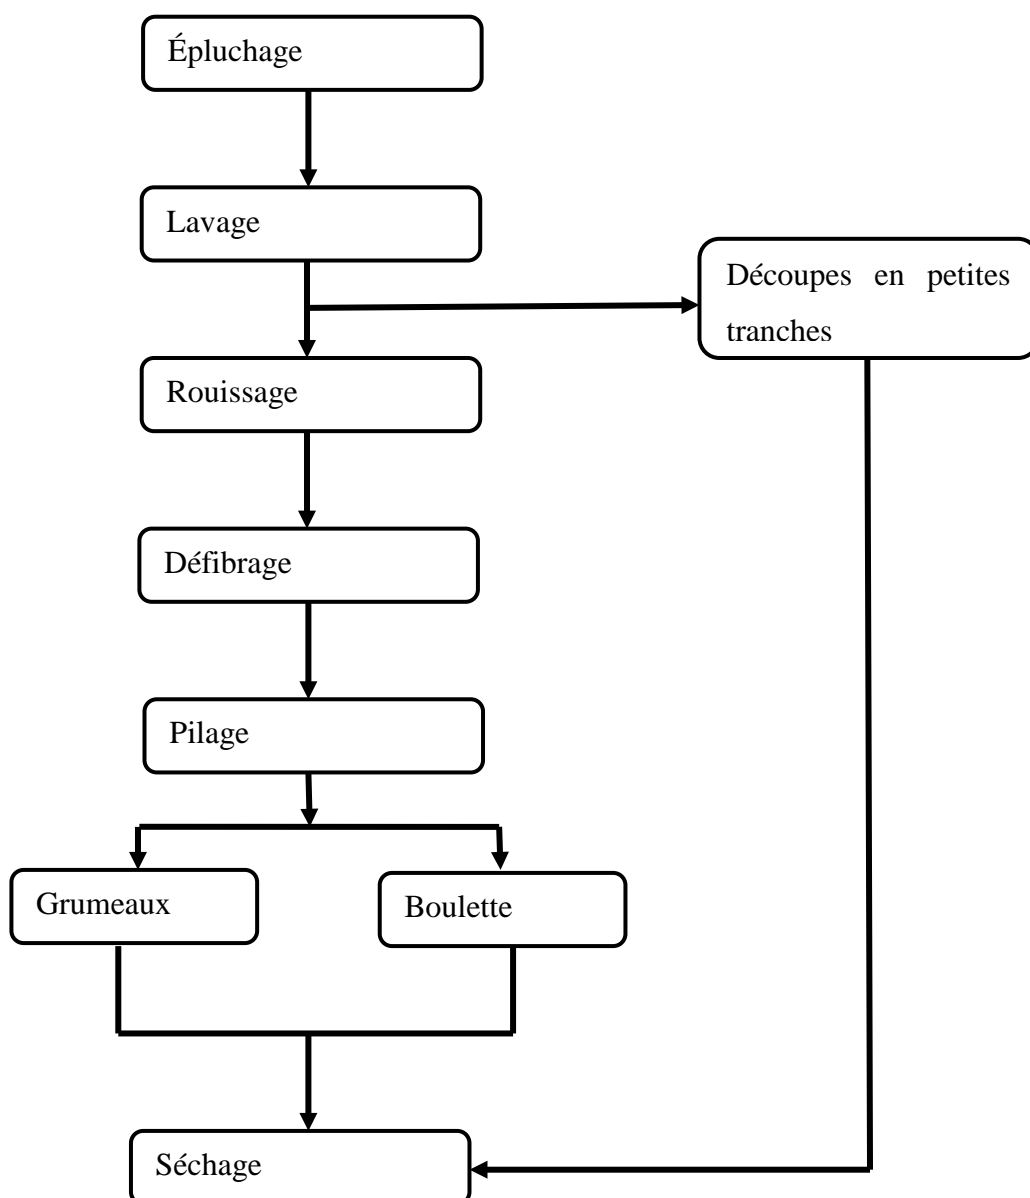 Épluchage
Lavage
Découpes en petites
tranches
Rouissage
Défibrage
Pilage
Grumeaux
Boulette
Séchage